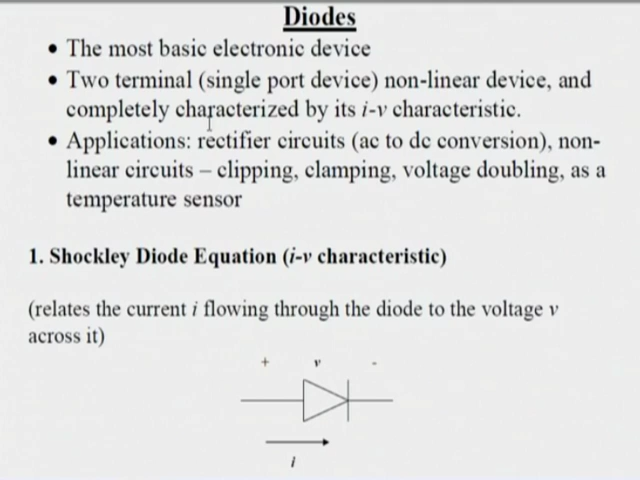 Diodes
• The most basic electronic device
• Two terminal (single port device) non-linear device, and
completely characterized by its i-v characteristic.
• Applications: rectifier circuits (ac to dc conversion), non-
linear circuits – clipping, clamping, voltage doubling, as a
temperature sensor
1. Shockley Diode Equation (i-v characteristic)
(relates the current i flowing through the diode to the voltage v
across it)
+ v -
i